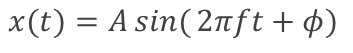 x(t) = A sin( 2πft + ϕ)